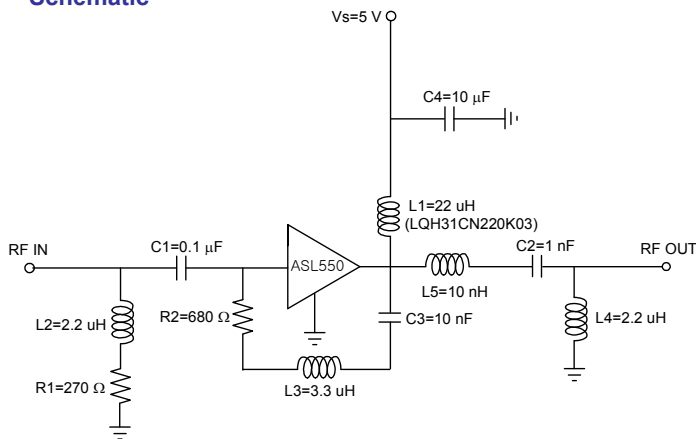 Schematic
Vs=5 V
C4=10 μF
L1=22 uH
(LQH31CN220K03)
RF IN
C1=0.1 μF
ASL550
C2=1 nF
RF OUT
L5=10 nH
L2=2.2 uH
R2=680 Ω
C3=10 nF
L4=2.2 uH
R1=270 Ω
L3=3.3 uH